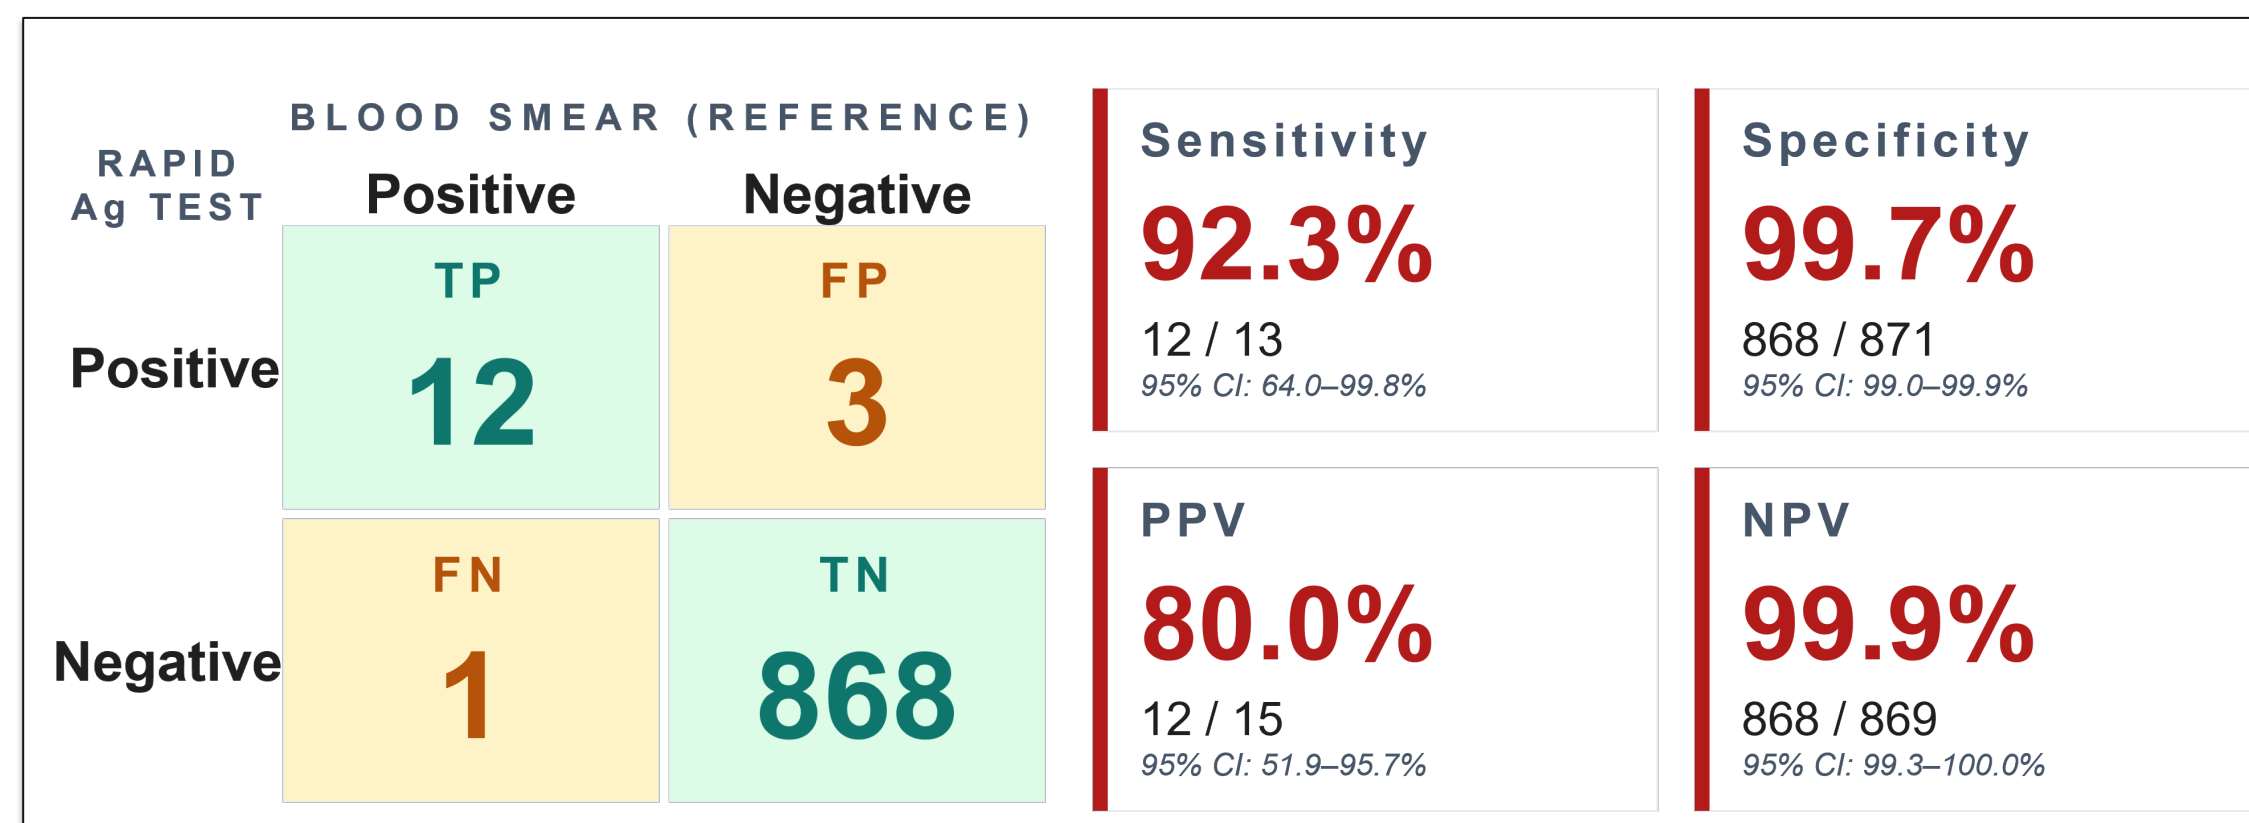 BLOOD SMEAR (REFERENCE)
RAPID
Ag TEST
Positive
Negative
Positive
TP
12
FP
3
Negative
FN
1
TN
868
Sensitivity
92.3%
12 / 13
95% CI: 64.0–99.8%
Specificity
99.7%
868 / 871
95% CI: 99.0–99.9%
PPV
80.0%
12 / 15
95% CI: 51.9–95.7%
NPV
99.9%
868 / 869
95% CI: 99.3–100.0%